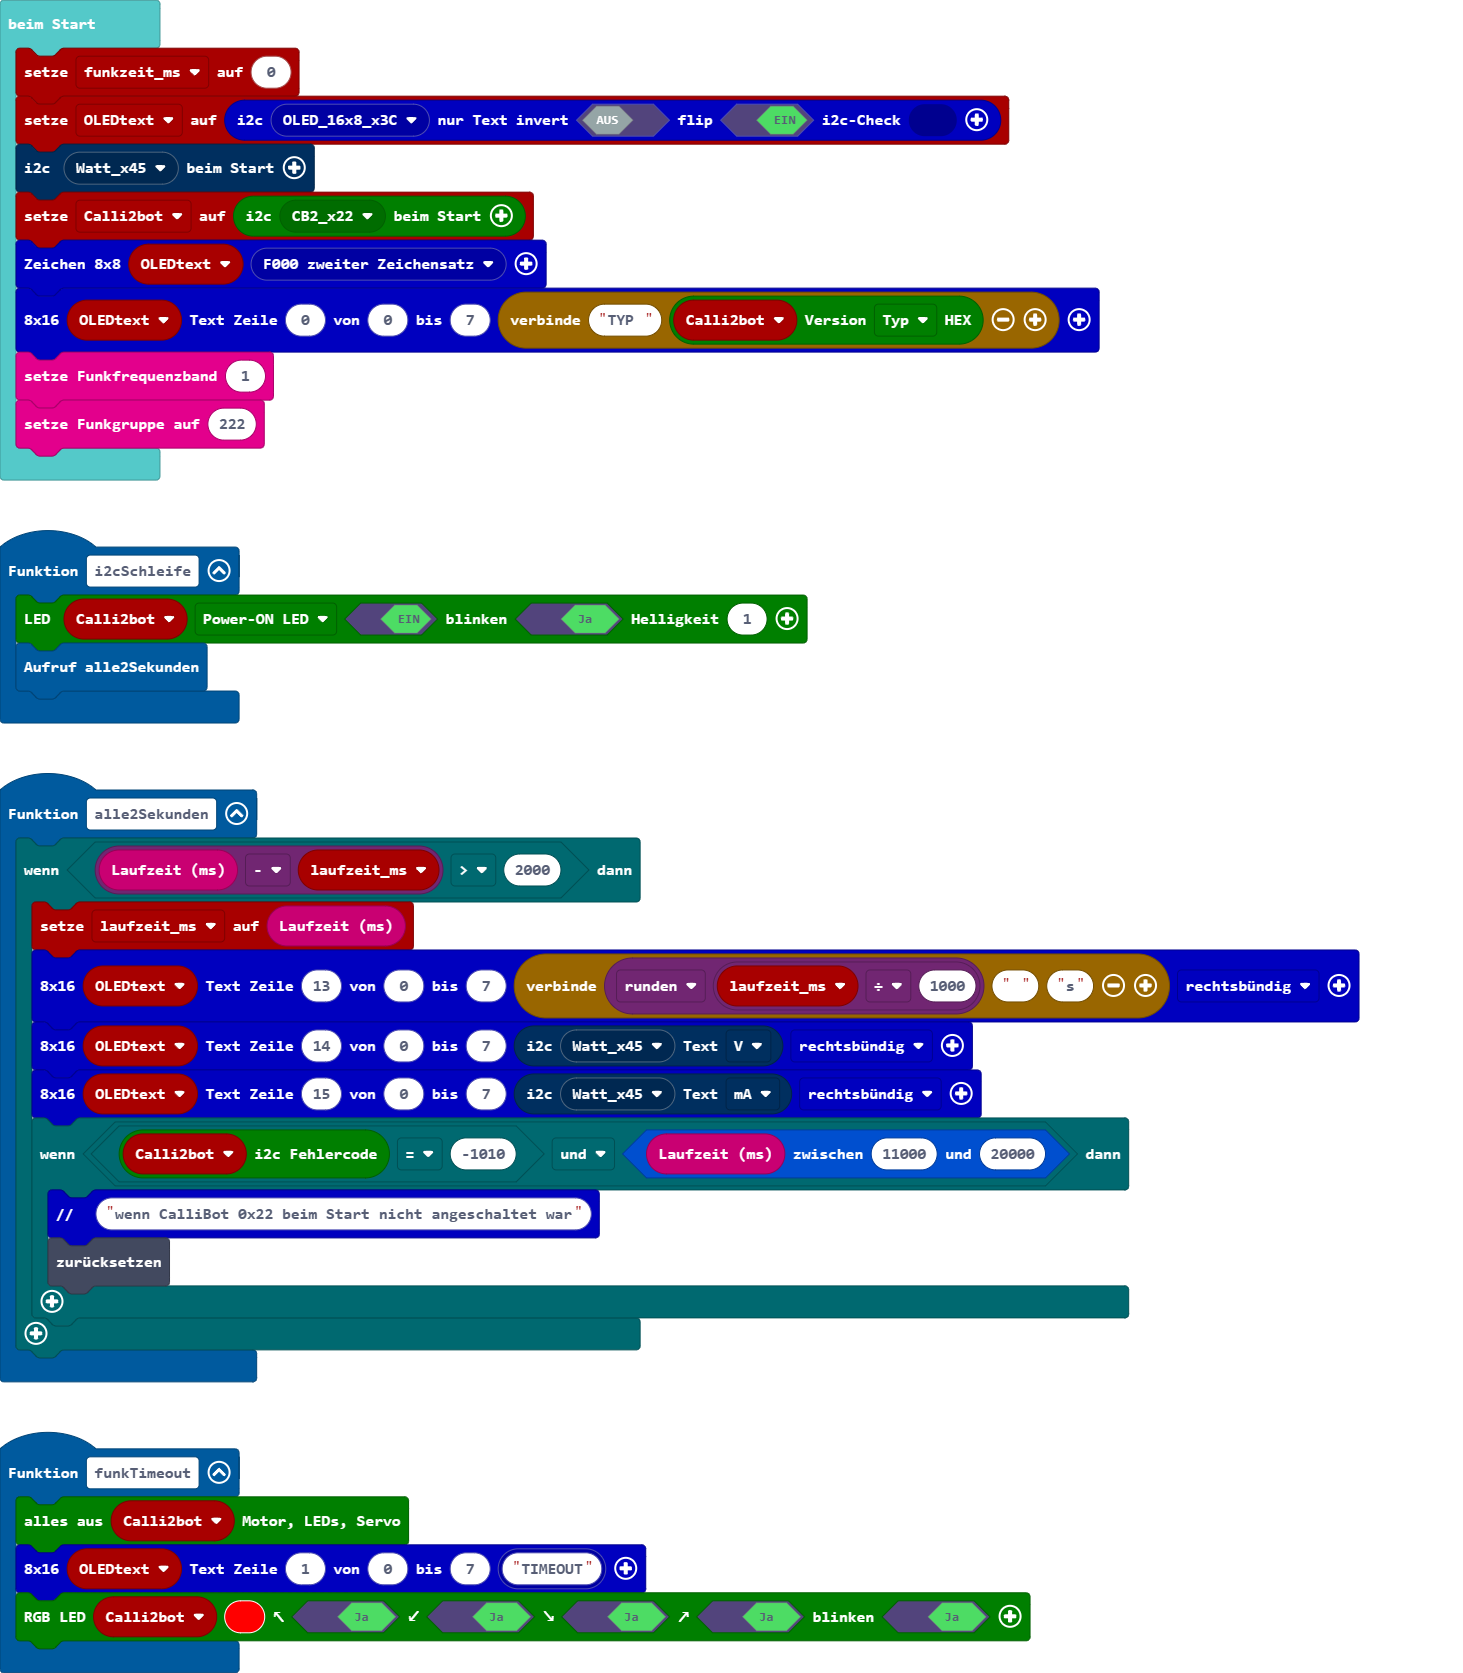 beim Start
setze funkzeit_ms auf 0
setze OLEDtext auf i2c OLED_16x8_x3C nur Text invert AUS flip EIN i2c-Check
i2c Watt_x45 beim Start
setze Calli2bot auf i2c CB2_x22 beim Start
Zeichen 8x8 OLEDtext F000 zweiter Zeichensatz
8x16 OLEDtext Text Zeile 0 von 0 bis 7 verbinde "TYP " Calli2bot Version Typ HEX
setze Funkfrequenzband 1
setze Funkgruppe auf 222
Funktion i2cSchleife
LED Calli2bot Power-ON LED EIN blinken Ja Helligkeit 1
Aufruf alle2Sekunden
Funktion alle2Sekunden
wenn Laufzeit (ms) - laufzeit_ms > 2000 dann
setze laufzeit_ms auf Laufzeit (ms)
8x16 OLEDtext Text Zeile 13 von 0 bis 7 verbinde runden laufzeit_ms ÷ 1000 " " "s" rechtsbündig
8x16 OLEDtext Text Zeile 14 von 0 bis 7 i2c Watt_x45 Text V rechtsbündig
8x16 OLEDtext Text Zeile 15 von 0 bis 7 i2c Watt_x45 Text mA rechtsbündig
wenn Calli2bot i2c Fehlercode = -1010 und Laufzeit (ms) zwischen 11000 und 20000 dann
// "wenn CalliBot 0x22 beim Start nicht angeschaltet war"
zurücksetzen
Funktion funkTimeout
alles aus Calli2bot Motor, LEDs, Servo
8x16 OLEDtext Text Zeile 1 von 0 bis 7 "TIMEOUT"
RGB LED Calli2bot ↖ Ja ↙ Ja ↘ Ja ↗ Ja blinken Ja